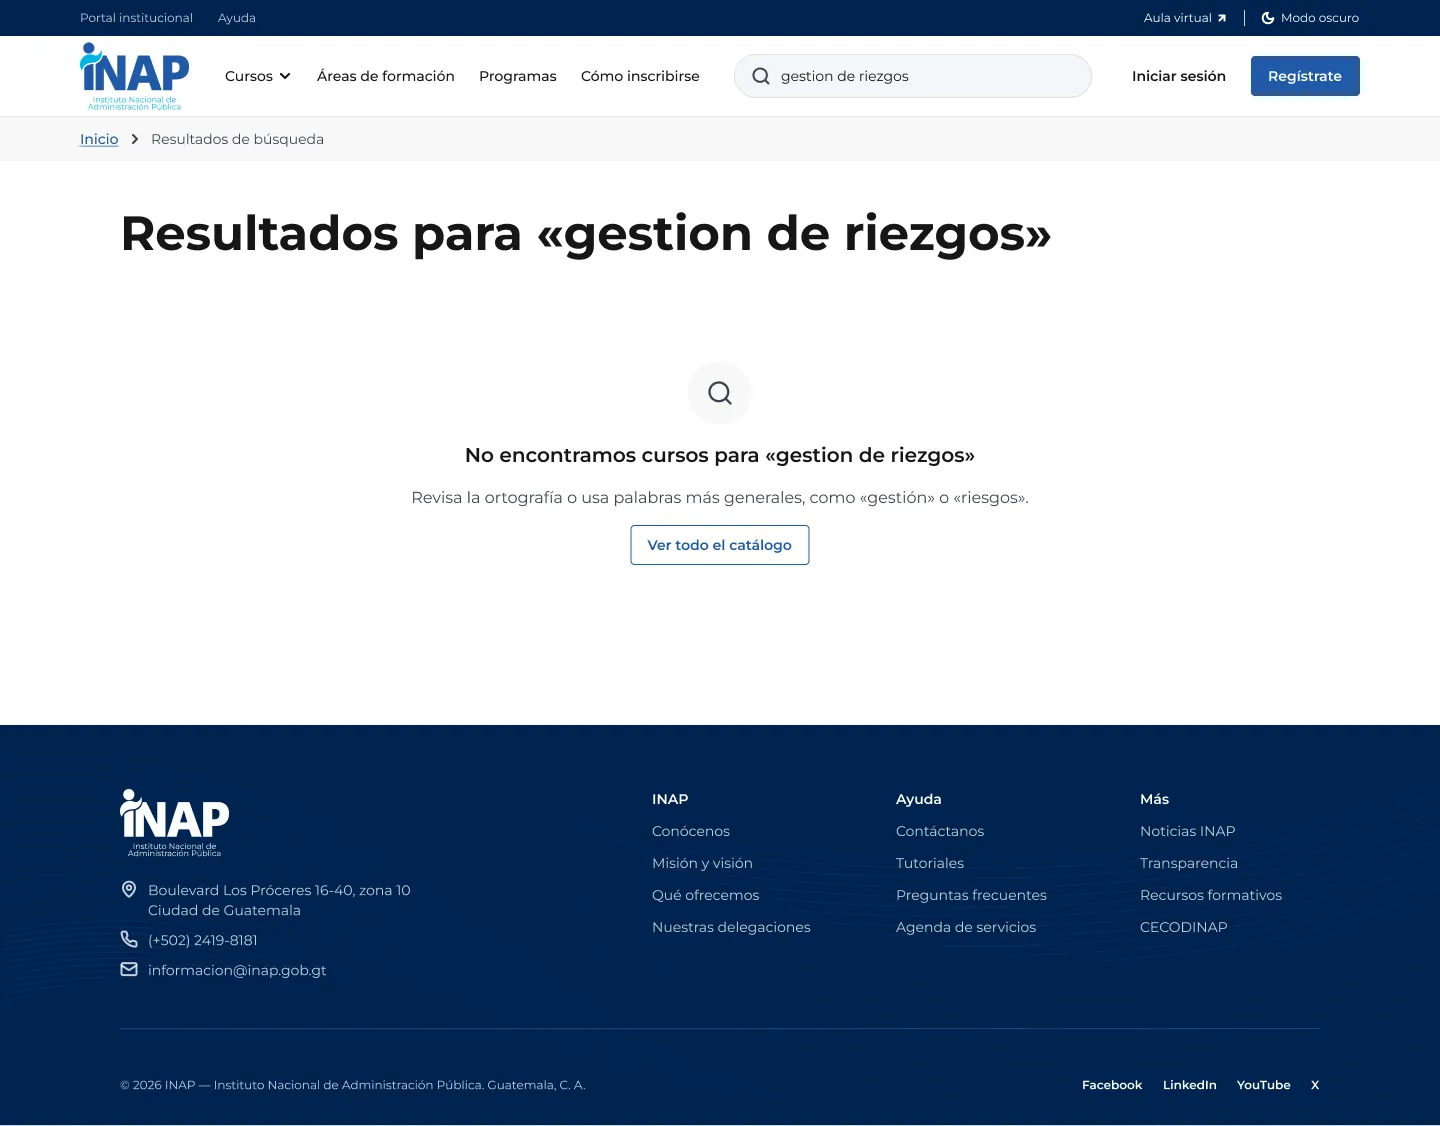 Portal institucional Ayuda Aula virtual Modo oscuro
iNAP
Instituto Nacional de
Administración Pública
Cursos Áreas de formación Programas Cómo inscribirse gestion de riezgos Iniciar sesión Regístrate
Inicio Resultados de búsqueda
Resultados para «gestion de riezgos»
No encontramos cursos para «gestion de riezgos»
Revisa la ortografía o usa palabras más generales, como «gestión» o «riesgos».
Ver todo el catálogo
iNAP
Instituto Nacional de
Administración Pública
Boulevard Los Próceres 16-40, zona 10
Ciudad de Guatemala
(+502) 2419-8181
informacion@inap.gob.gt
INAP
Conócenos
Misión y visión
Qué ofrecemos
Nuestras delegaciones
Ayuda
Contáctanos
Tutoriales
Preguntas frecuentes
Agenda de servicios
Más
Noticias INAP
Transparencia
Recursos formativos
CECODINAP
© 2026 INAP — Instituto Nacional de Administración Pública. Guatemala, C. A.
Facebook LinkedIn YouTube X